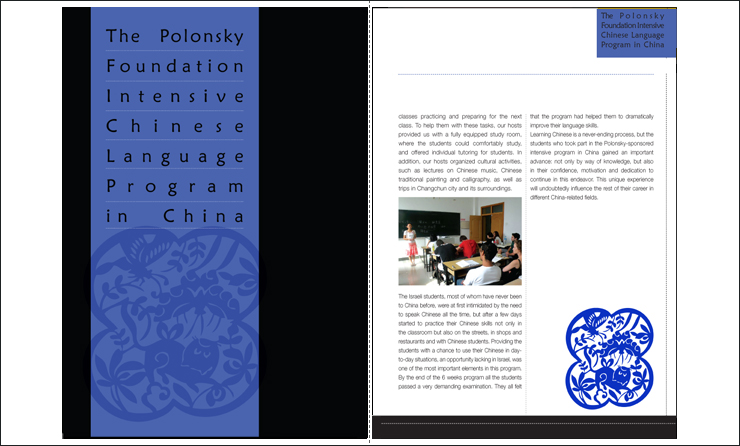 The Polonsky
Foundation
Intensive
Chinese
Language
Program
in China
The Polonsky
Foundation Intensive
Chinese Language
Program in China
classes practicing and preparing for the next
class. To help them with these tasks, our hosts
provided us with a fully equipped study room,
where the students could comfortably study,
and offered individual tutoring for students. In
addition, our hosts organized cultural activities,
such as lectures on Chinese music, Chinese
traditional painting and calligraphy, as well as
trips in Changchun city and its surroundings.
The Israeli students, most of whom have never been
to China before, were at first intimidated by the need
to speak Chinese all the time, but after a few days
started to practice their Chinese skills not only in
the classroom but also on the streets, in shops and
restaurants and with Chinese students. Providing the
students with a chance to use their Chinese in day-
to-day situations, an opportunity lacking in Israel, was
one of the most important elements in this program.
By the end of the 6 weeks program all the students
passed a very demanding examination. They all felt
that the program had helped them to dramatically
improve their language skills.
Learning Chinese is a never-ending process, but the
students who took part in the Polonsky-sponsored
intensive program in China gained an important
advance: not only by way of knowledge, but also
in their confidence, motivation and dedication to
continue in this endeavor. This unique experience
will undoubtedly influence the rest of their career in
different China-related fields.